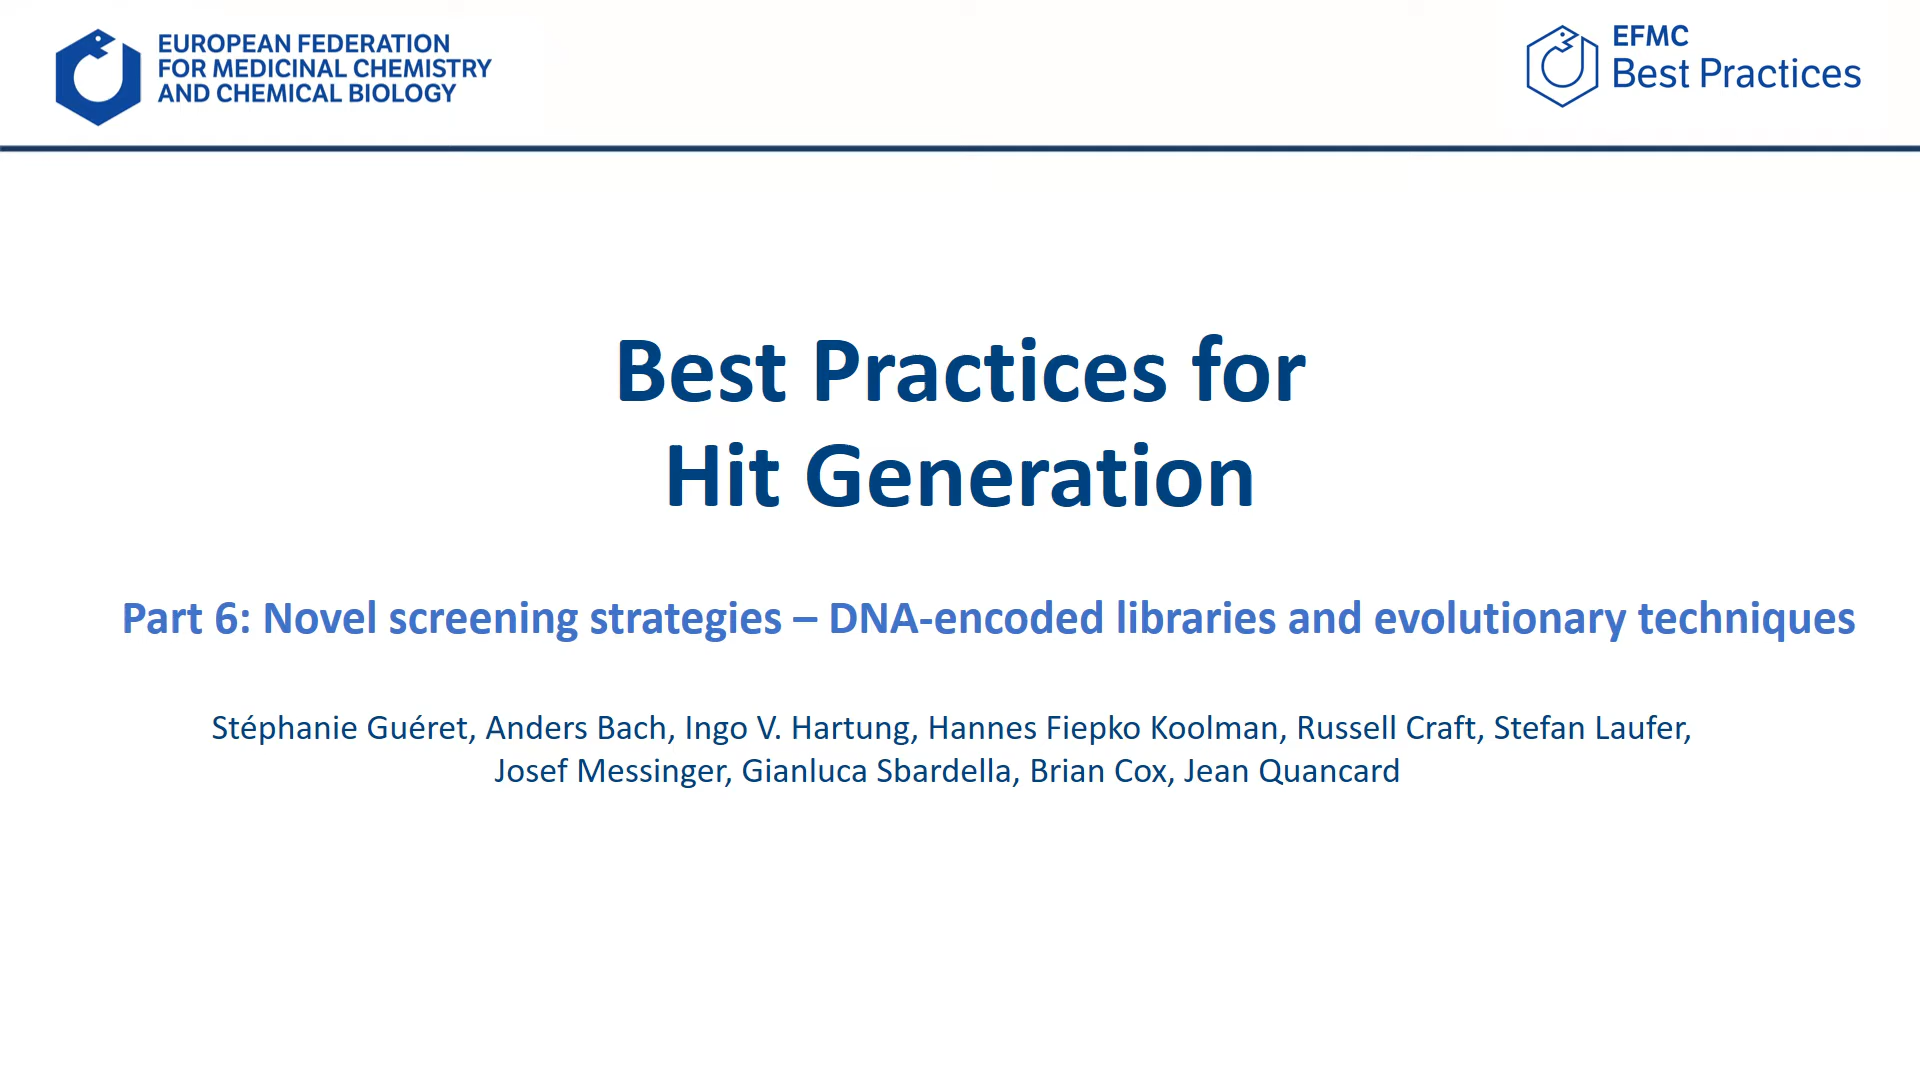 EUROPEAN FEDERATION
FOR MEDICINAL CHEMISTRY
AND CHEMICAL BIOLOGY
EFMC
Best Practices
Best Practices for
Hit Generation
Part 6: Novel screening strategies – DNA-encoded libraries and evolutionary techniques
Stéphanie Guéret, Anders Bach, Ingo V. Hartung, Hannes Fiepko Koolman, Russell Craft, Stefan Laufer,
Josef Messinger, Gianluca Sbardella, Brian Cox, Jean Quancard